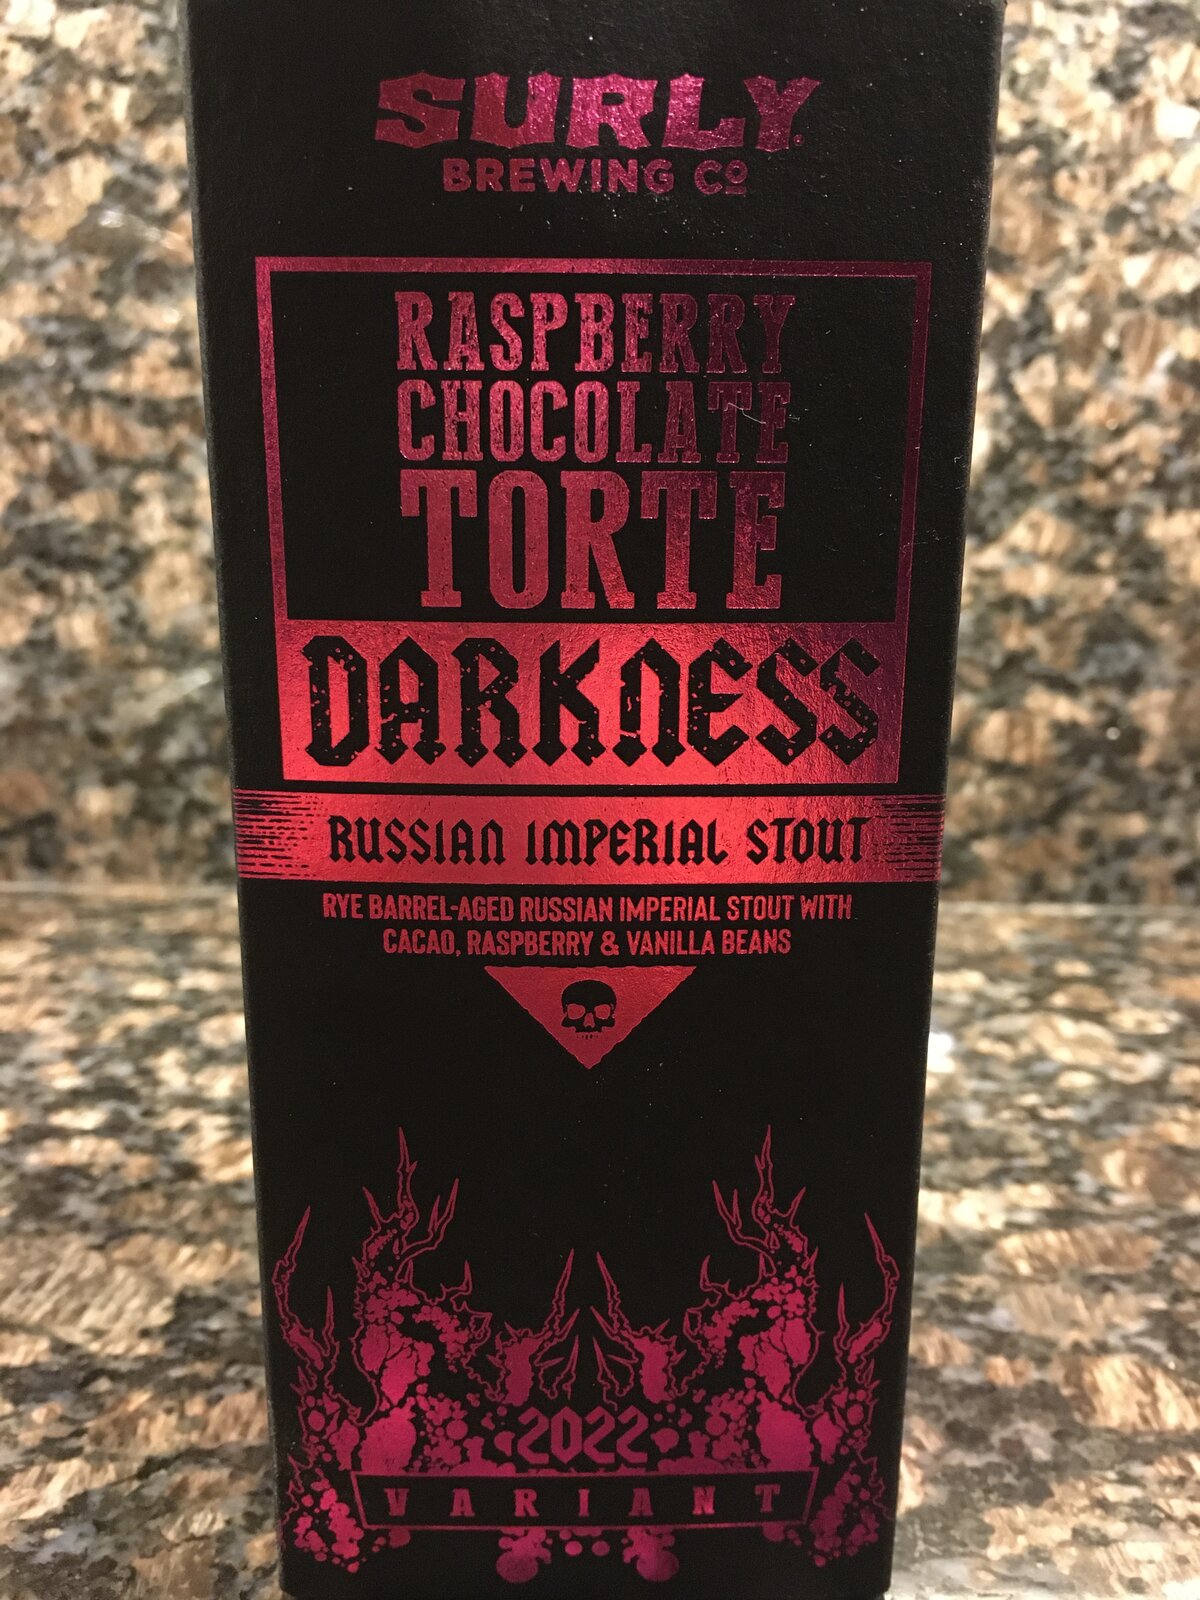 SURLY
BREWING Cº
RASPBERRY
CHOCOLATE
TORTE
DARKNESS
RUSSIAN IMPERIAL STOUT
RYE BARREL-AGED RUSSIAN IMPERIAL STOUT WITH
CACAO, RASPBERRY & VANILLA BEANS
2022
VARIANT